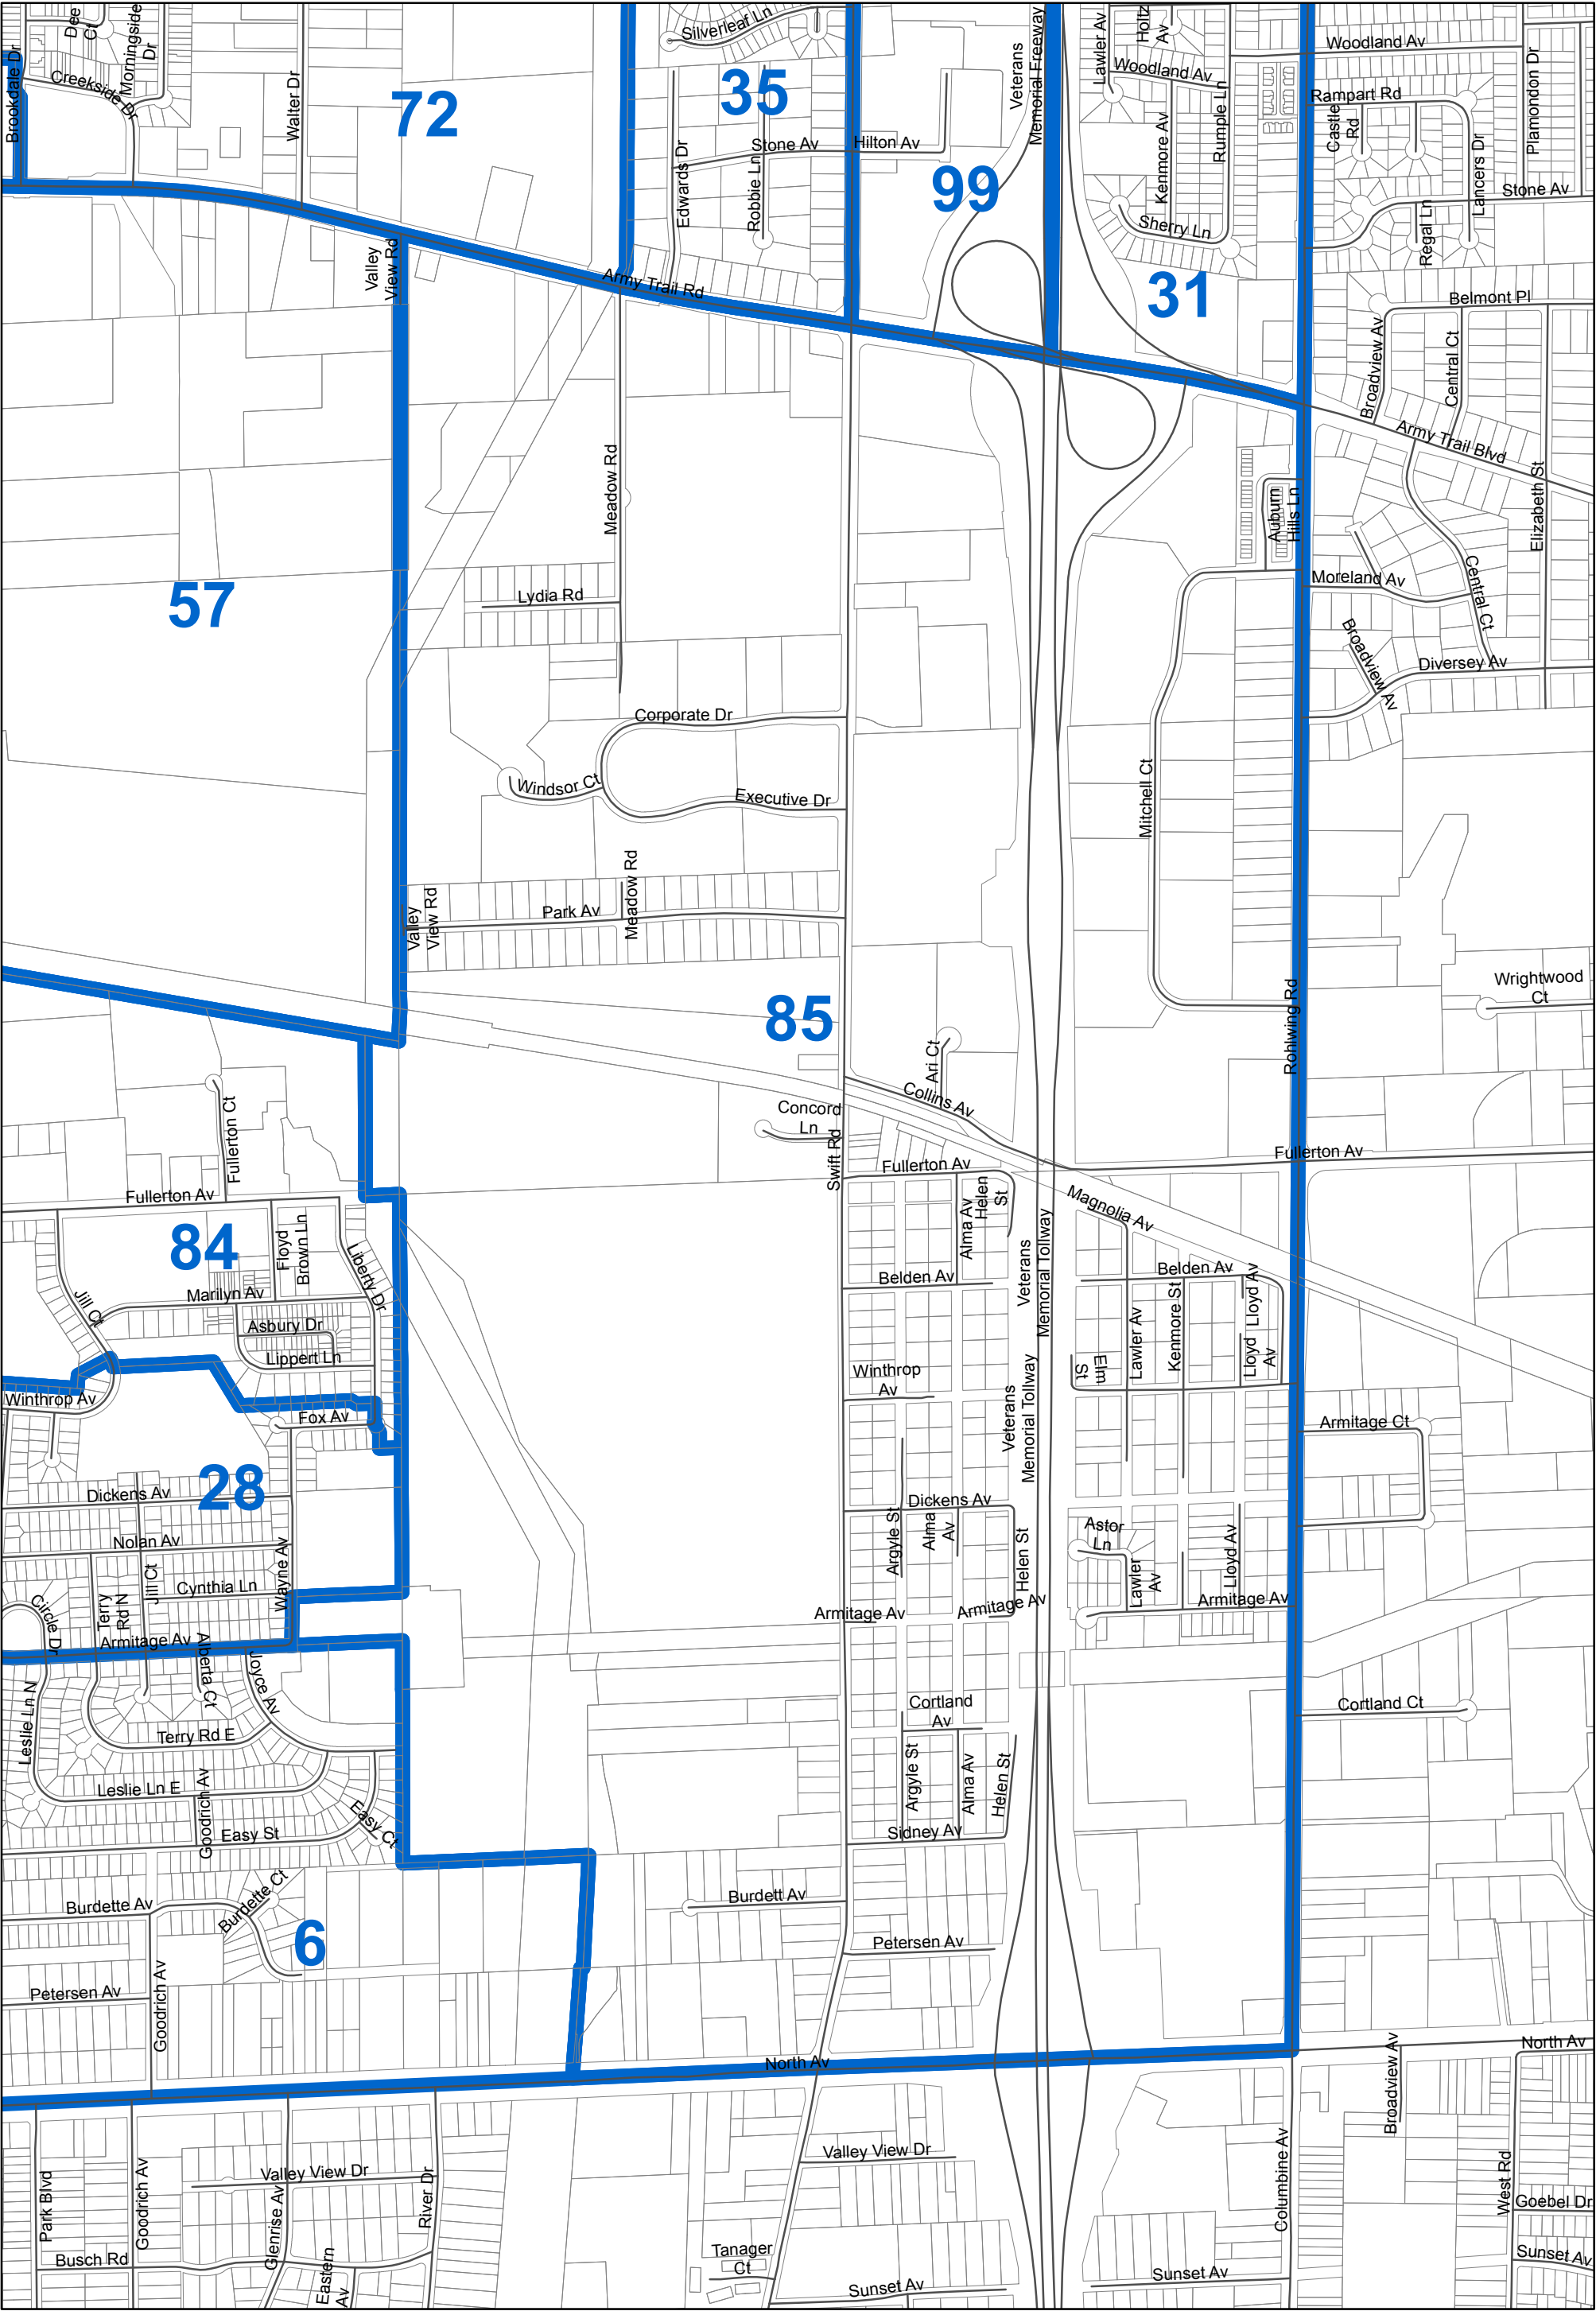 Brookdale Dr
Dee
Ct
Morningside
Dr
Creekside Dr
Walter Dr
72
Silverleaf Ln
35
Edwards Dr
Stone Av
Robbie Ln
Hilton Av
99
Veterans
Memorial Freeway
Lawler Av
Holtz
Av
Woodland Av
Kenmore Av
Rumple Ln
Sherry Ln
31
Woodland Av
Rampart Rd
Castle
Rd
Lancers Dr
Plamondon Dr
Stone Av
Regal Ln
Valley
View Rd
Army Trail Rd
Belmont Pl
Broadview Av
Central Ct
Army Trail Blvd
Elizabeth St
Meadow Rd
Auburn
Hills Ln
57
Lydia Rd
Moreland Av
Central Ct
Broadview Av
Diversey Av
Corporate Dr
Windsor Ct
Executive Dr
Mitchell Ct
Valley
View Rd
Park Av
Meadow Rd
85
Wrightwood
Ct
Rohlwing Rd
Ari Ct
Collins Av
Concord
Ln
Swift Rd
Fullerton Ct
Fullerton Av
Fullerton Av
Fullerton Av
84
Floyd
Brown Ln
Liberty Dr
Alma Av
Helen
St
Magnolia Av
Veterans
Memorial Tollway
Belden Av
Belden Av
Jill Ct
Marilyn Av
Asbury Dr
Lippert Ln
Lawler Av
Kenmore St
Lloyd Av
Lloyd
Av
Elm
St
Winthrop Av
Winthrop
Av
Fox Av
Veterans
Memorial Tollway
Armitage Ct
28
Dickens Av
Dickens Av
Nolan Av
Argyle St
Alma
Av
Helen St
Astor
Ln
Lawler
Av
Lloyd Av
Jill Ct
Cynthia Ln
Wayne Av
Terry
Rd N
Circle Dr
Armitage Av
Armitage Av
Armitage Av
Armitage Av
Alberta Ct
Joyce Av
Leslie Ln N
Terry Rd E
Cortland
Av
Cortland Ct
Leslie Ln E
Goodrich Av
Easy St
Easy Ct
Argyle St
Alma Av
Helen St
Sidney Av
Burdette Av
Burdette Ct
Burdett Av
6
Petersen Av
Petersen Av
Goodrich Av
North Av
North Av
Broadview Av
Park Blvd
Goodrich Av
Valley View Dr
Glenrise Av
River Dr
Valley View Dr
Columbine Av
West Rd
Goebel Dr
Busch Rd
Eastern
Av
Tanager
Ct
Sunset Av
Sunset Av
Sunset Av